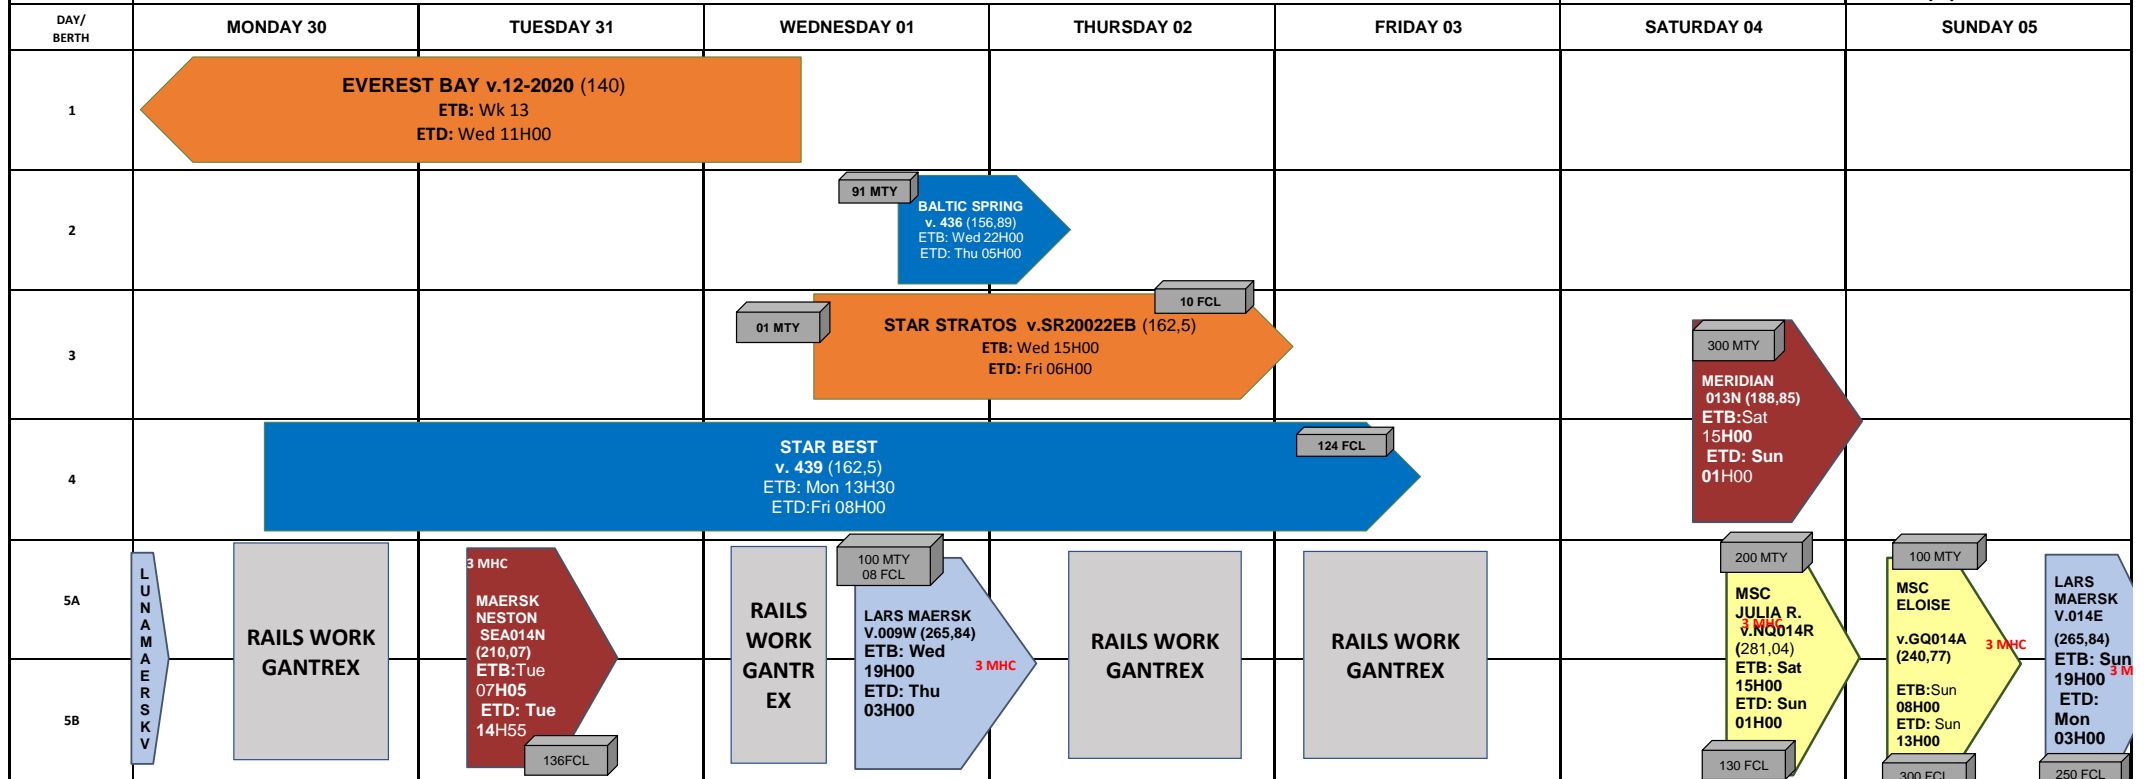 DAY/
BERTH
MONDAY 30
TUESDAY 31
WEDNESDAY 01
THURSDAY 02
FRIDAY 03
SATURDAY 04
SUNDAY 05
1
EVEREST BAY v.12-2020 (140)
ETB: Wk 13
ETD: Wed 11H00
2
91 MTY
BALTIC SPRING
v. 436 (156,89)
ETB: Wed 22H00
ETD: Thu 05H00
3
01 MTY
10 FCL
STAR STRATOS v.SR20022EB (162,5)
ETB: Wed 15H00
ETD: Fri 06H00
300 MTY
MERIDIAN
013N (188,85)
ETB:Sat
15H00
ETD: Sun
01H00
4
STAR BEST
v. 439 (162,5)
ETB: Mon 13H30
ETD:Fri 08H00
124 FCL
5A
5B
L
U
N
A
M
A
E
R
S
K
V
RAILS WORK
GANTREX
3 MHC
MAERSK
NESTON
SEA014N
(210,07)
ETB:Tue
07H05
ETD: Tue
14H55
136FCL
RAILS
WORK
GANTR
EX
100 MTY
08 FCL
LARS MAERSK
V.009W (265,84)
ETB: Wed
19H00
ETD: Thu
03H00
3 MHC
RAILS WORK
GANTREX
RAILS WORK
GANTREX
200 MTY
MSC
JULIA R.
3 MHC
v.NQ014R
(281,04)
ETB: Sat
15H00
ETD: Sun
01H00
130 FCL
100 MTY
MSC
ELOISE
v.GQ014A
(240,77)
3 MHC
ETB:Sun
08H00
ETD: Sun
13H00
300 FCL
LARS
MAERSK
V.014E
(265,84)
ETB: Sun
19H00
3 M
ETD:
Mon
03H00
250 FCL